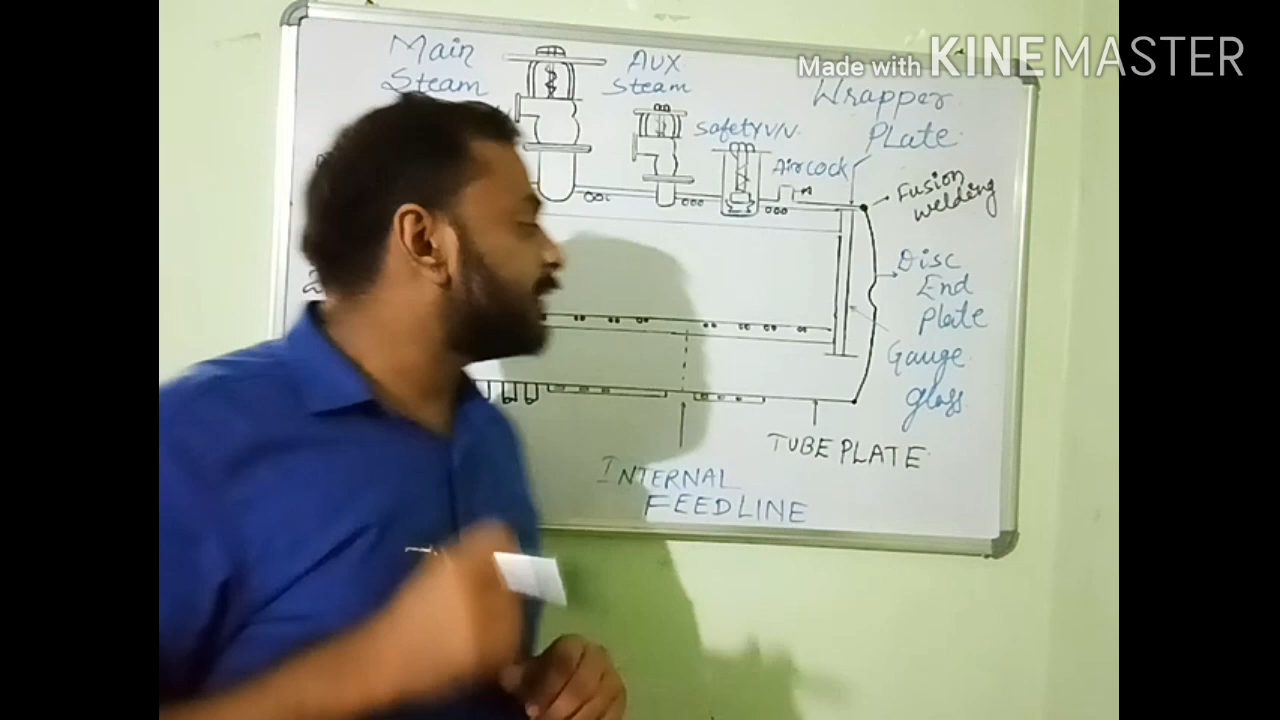 Made with KINEMASTER
Main
Steam
AUX
Steam
Safety V/V
Aircock
Wrapper
PLATE
Fusion
Welding
Disc
End
Plate
Gauge
glass
TUBE PLATE
INTERNAL
FEEDLINE